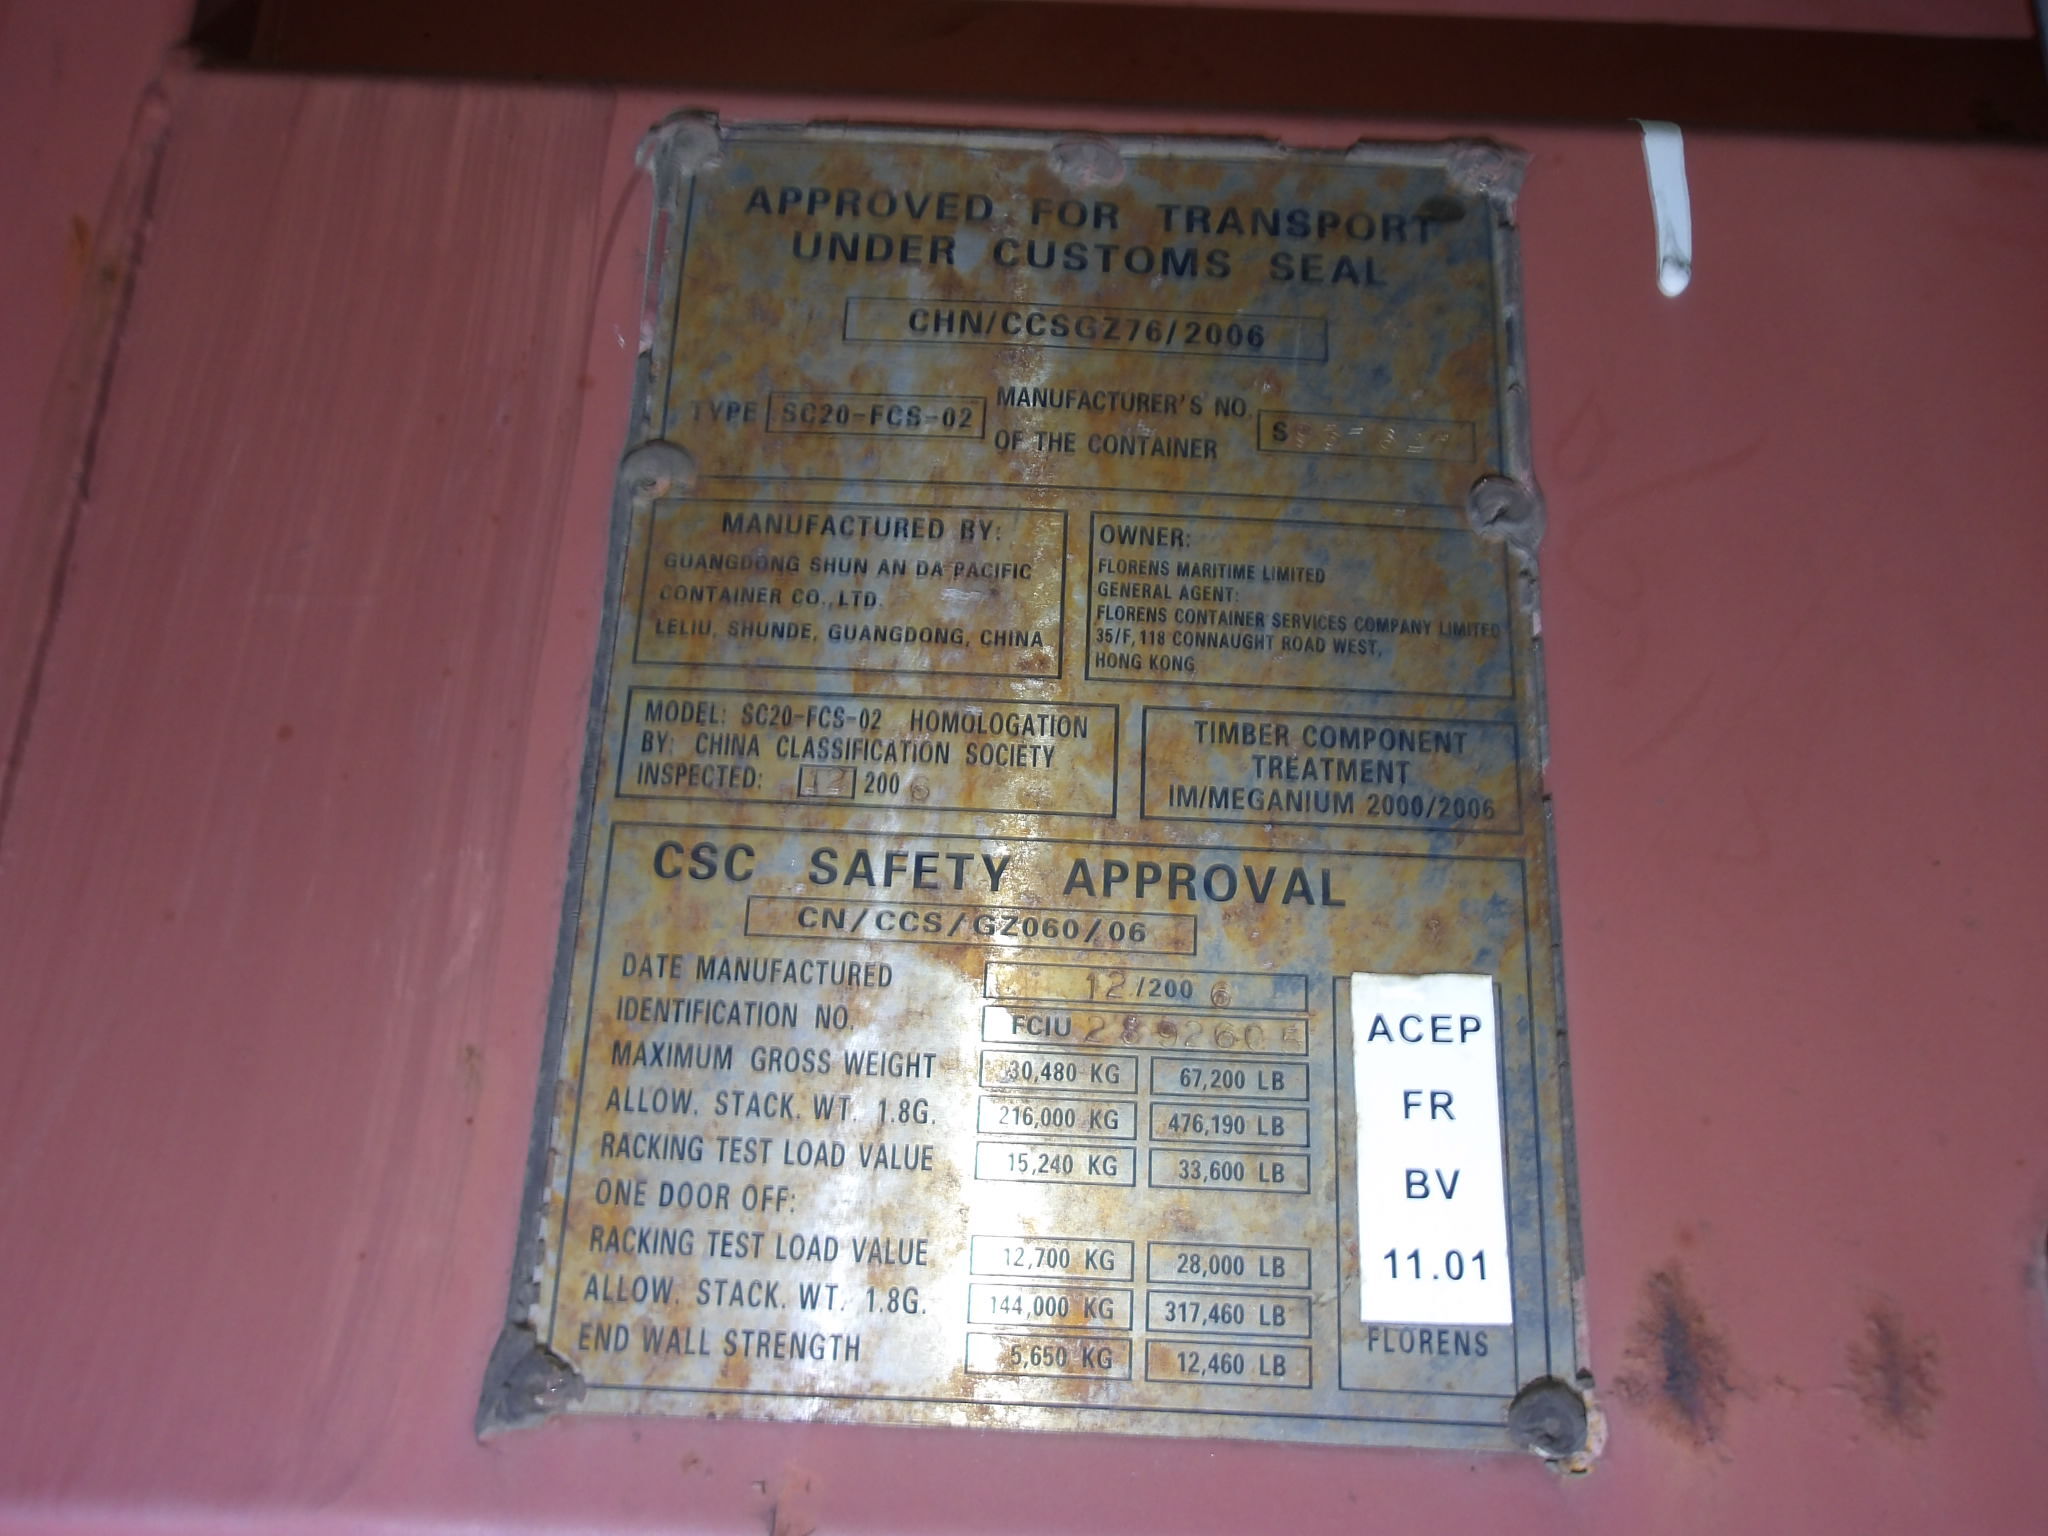 APPROVED FOR TRANSPORT
UNDER CUSTOMS SEAL
CHN/CCSGZ76/2006
TYPE SC20-FCS-02 MANUFACTURER'S NO.
OF THE CONTAINER
MANUFACTURED BY:
GUANGDONG SHUN AN DA PACIFIC
CONTAINER CO., LTD.
LELIU, SHUNDE, GUANGDONG, CHINA
OWNER:
FLORENS MARITIME LIMITED
GENERAL AGENT:
FLORENS CONTAINER SERVICES COMPANY LIMITED
35/F, 118 CONNAUGHT ROAD WEST,
HONG KONG
MODEL: SC20-FCS-02 HOMOLOGATION
BY: CHINA CLASSIFICATION SOCIETY
INSPECTED: 12 2006
TIMBER COMPONENT
TREATMENT
IM/MEGANIUM 2000/2006
CSC SAFETY APPROVAL
CN/CCS/GZ060/06
DATE MANUFACTURED 12/2006
IDENTIFICATION NO. FCIU 2892605
MAXIMUM GROSS WEIGHT 30,480 KG 67,200 LB
ALLOW. STACK. WT. 1.8G. 216,000 KG 476,190 LB
RACKING TEST LOAD VALUE 15,240 KG 33,600 LB
ONE DOOR OFF:
RACKING TEST LOAD VALUE 12,700 KG 28,000 LB
ALLOW. STACK. WT. 1.8G. 144,000 KG 317,460 LB
END WALL STRENGTH 5,650 KG 12,460 LB
ACEP
FR
BV
11.01
FLORENS